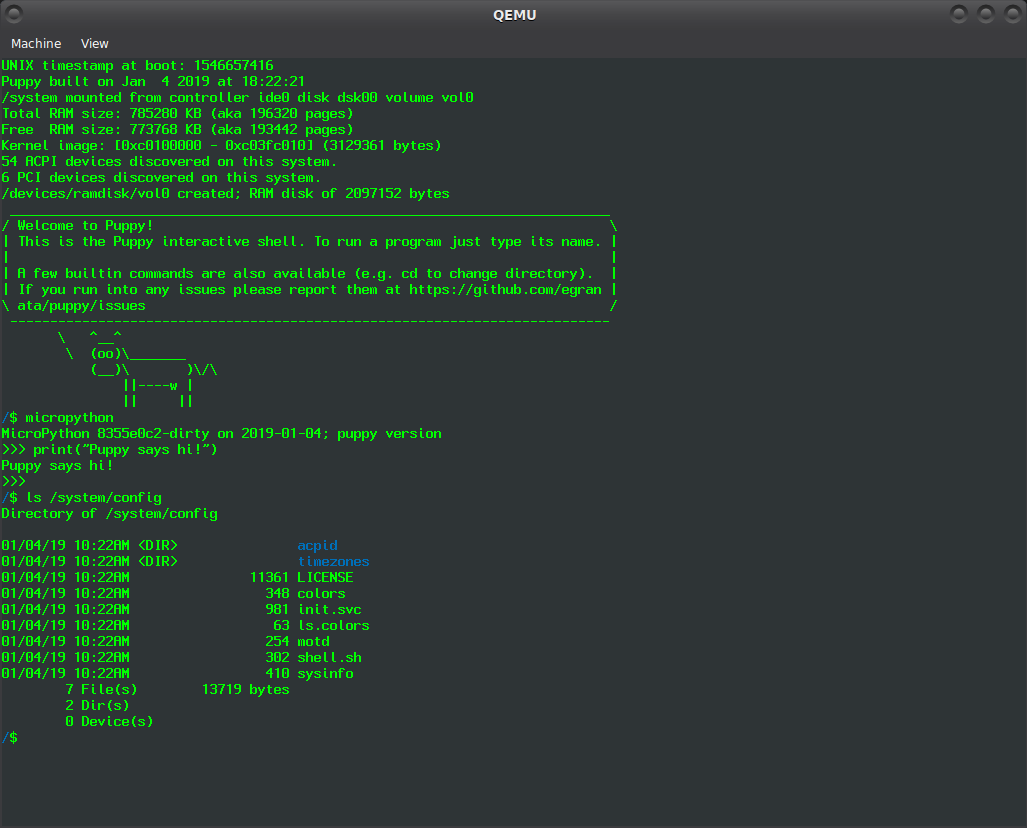 QEMU
Machine View
UNIX timestamp at boot: 1546657416
Puppy built on Jan  4 2019 at 18:22:21
/system mounted from controller ide0 disk dsk00 volume vol0
Total RAM size: 785280 KB (aka 196320 pages)
Free  RAM size: 773768 KB (aka 193442 pages)
Kernel image: [0xc0100000 - 0xc03fc010] (3129361 bytes)
54 ACPI devices discovered on this system.
6 PCI devices discovered on this system.
/devices/ramdisk/vol0 created; RAM disk of 2097152 bytes
 ___________________________________________________________________________
/ Welcome to Puppy!                                                         \
| This is the Puppy interactive shell. To run a program just type its name. |
|                                                                           |
| A few builtin commands are also available (e.g. cd to change directory).  |
| If you run into any issues please report them at https://github.com/egran |
\ ata/puppy/issues                                                          /
 ---------------------------------------------------------------------------
       \   ^__^
        \  (oo)\_______
           (__)\       )\/\
               ||----w |
               ||     ||
/$ micropython
MicroPython 8355e0c2-dirty on 2019-01-04; puppy version
>>> print("Puppy says hi!")
Puppy says hi!
>>>
/$ ls /system/config
Directory of /system/config
01/04/19 10:22AM <DIR>               acpid
01/04/19 10:22AM <DIR>               timezones
01/04/19 10:22AM               11361 LICENSE
01/04/19 10:22AM                 348 colors
01/04/19 10:22AM                 981 init.svc
01/04/19 10:22AM                  63 ls.colors
01/04/19 10:22AM                 254 motd
01/04/19 10:22AM                 302 shell.sh
01/04/19 10:22AM                 410 sysinfo
        7 File(s)        13719 bytes
        2 Dir(s)
        0 Device(s)
/$